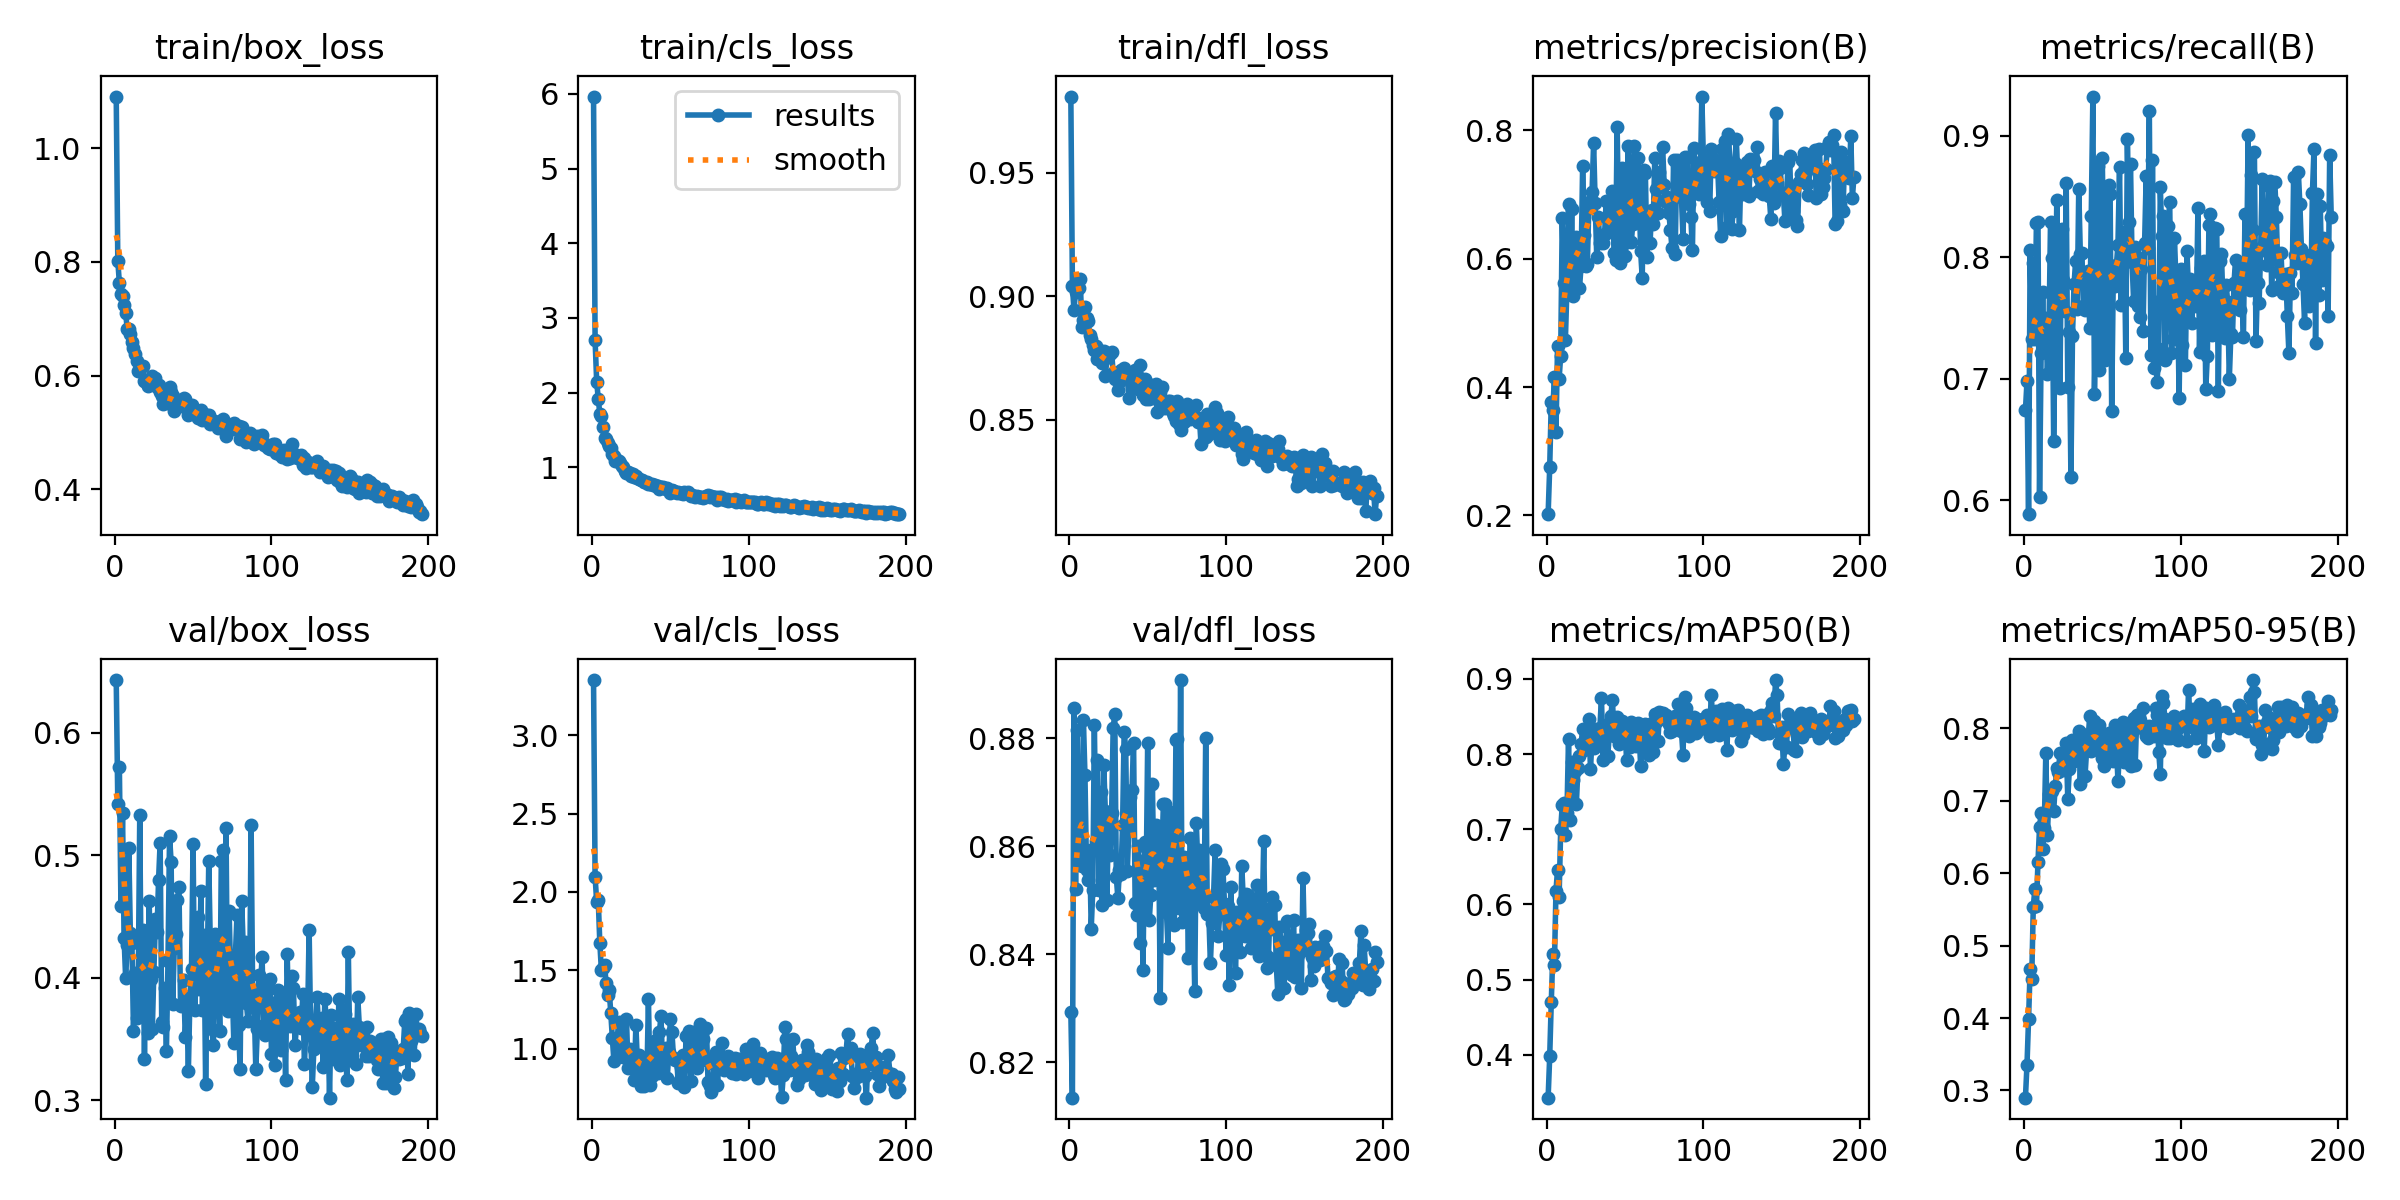 train/box_loss
1.0
0.8
0.6
0.4
0 100 200
train/cls_loss
results
smooth
6
5
4
3
2
1
0 100 200
train/dfl_loss
0.95
0.90
0.85
0 100 200
metrics/precision(B)
0.8
0.6
0.4
0.2
0 100 200
metrics/recall(B)
0.9
0.8
0.7
0.6
0 100 200
val/box_loss
0.6
0.5
0.4
0.3
0 100 200
val/cls_loss
3.0
2.5
2.0
1.5
1.0
0 100 200
val/dfl_loss
0.88
0.86
0.84
0.82
0 100 200
metrics/mAP50(B)
0.9
0.8
0.7
0.6
0.5
0.4
0 100 200
metrics/mAP50-95(B)
0.8
0.7
0.6
0.5
0.4
0.3
0 100 200